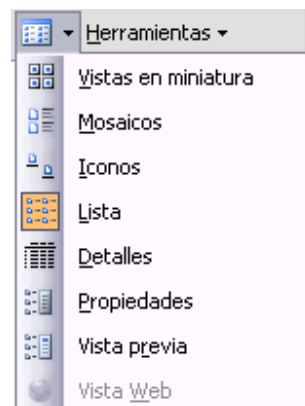 Herramientas
Vistas en miniatura
Mosaicos
Iconos
Lista
Detalles
Propiedades
Vista previa
Vista Web